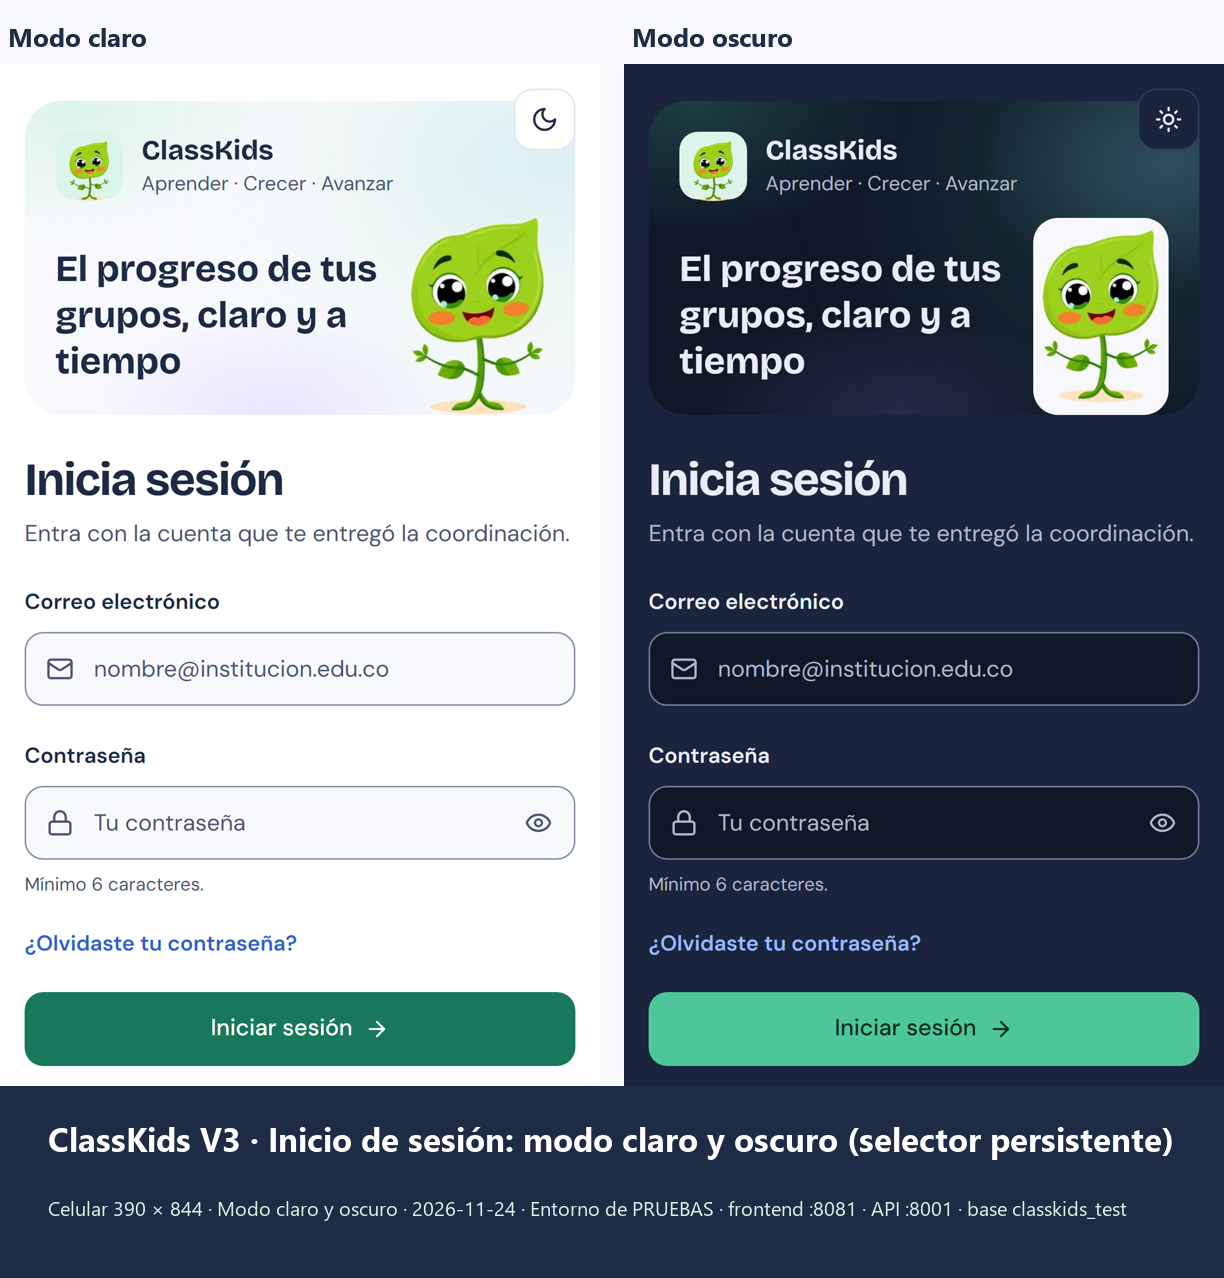 Modo claro
ClassKids
Aprender · Crecer · Avanzar
El progreso de tus
grupos, claro y a
tiempo
Inicia sesión
Entra con la cuenta que te entregó la coordinación.
Correo electrónico
nombre@institucion.edu.co
Contraseña
Tu contraseña
Mínimo 6 caracteres.
¿Olvidaste tu contraseña?
Iniciar sesión →
Modo oscuro
ClassKids
Aprender · Crecer · Avanzar
El progreso de tus
grupos, claro y a
tiempo
Inicia sesión
Entra con la cuenta que te entregó la coordinación.
Correo electrónico
nombre@institucion.edu.co
Contraseña
Tu contraseña
Mínimo 6 caracteres.
¿Olvidaste tu contraseña?
Iniciar sesión →
ClassKids V3 · Inicio de sesión: modo claro y oscuro (selector persistente)
Celular 390 × 844 · Modo claro y oscuro · 2026-11-24 · Entorno de PRUEBAS · frontend :8081 · API :8001 · base classkids_test